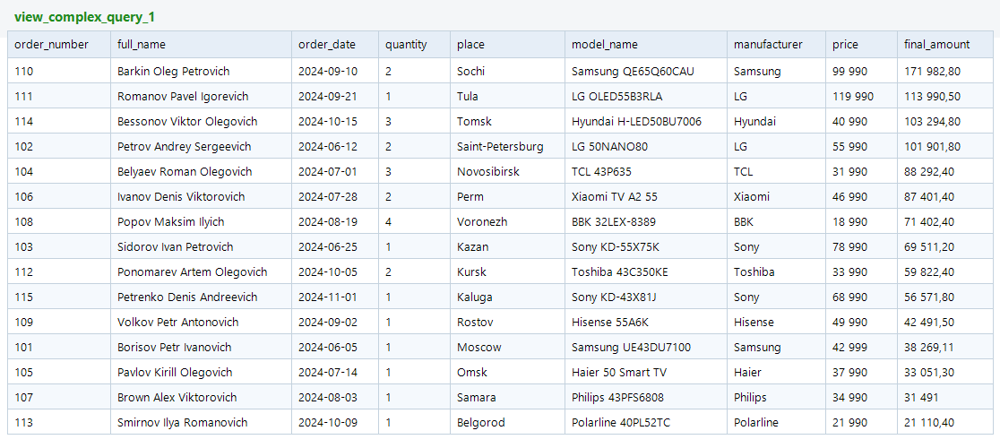 view_complex_query_1
order_number full_name order_date quantity place model_name manufacturer price final_amount
110 Barkin Oleg Petrovich 2024-09-10 2 Sochi Samsung QE65Q60CAU Samsung 99 990 171 982,80
111 Romanov Pavel Igorevich 2024-09-21 1 Tula LG OLED55B3RLA LG 119 990 113 990,50
114 Bessonov Viktor Olegovich 2024-10-15 3 Tomsk Hyundai H-LED50BU7006 Hyundai 40 990 103 294,80
102 Petrov Andrey Sergeevich 2024-06-12 2 Saint-Petersburg LG 50NANO80 LG 55 990 101 901,80
104 Belyaev Roman Olegovich 2024-07-01 3 Novosibirsk TCL 43P635 TCL 31 990 88 292,40
106 Ivanov Denis Viktorovich 2024-07-28 2 Perm Xiaomi TV A2 55 Xiaomi 46 990 87 401,40
108 Popov Maksim Ilyich 2024-08-19 4 Voronezh BBK 32LEX-8389 BBK 18 990 71 402,40
103 Sidorov Ivan Petrovich 2024-06-25 1 Kazan Sony KD-55X75K Sony 78 990 69 511,20
112 Ponomarev Artem Olegovich 2024-10-05 2 Kursk Toshiba 43C350KE Toshiba 33 990 59 822,40
115 Petrenko Denis Andreevich 2024-11-01 1 Kaluga Sony KD-43X81J Sony 68 990 56 571,80
109 Volkov Petr Antonovich 2024-09-02 1 Rostov Hisense 55A6K Hisense 49 990 42 491,50
101 Borisov Petr Ivanovich 2024-06-05 1 Moscow Samsung UE43DU7100 Samsung 42 999 38 269,11
105 Pavlov Kirill Olegovich 2024-07-14 1 Omsk Haier 50 Smart TV Haier 37 990 33 051,30
107 Brown Alex Viktorovich 2024-08-03 1 Samara Philips 43PFS6808 Philips 34 990 31 491
113 Smirnov Ilya Romanovich 2024-10-09 1 Belgorod Polarline 40PL52TC Polarline 21 990 21 110,40